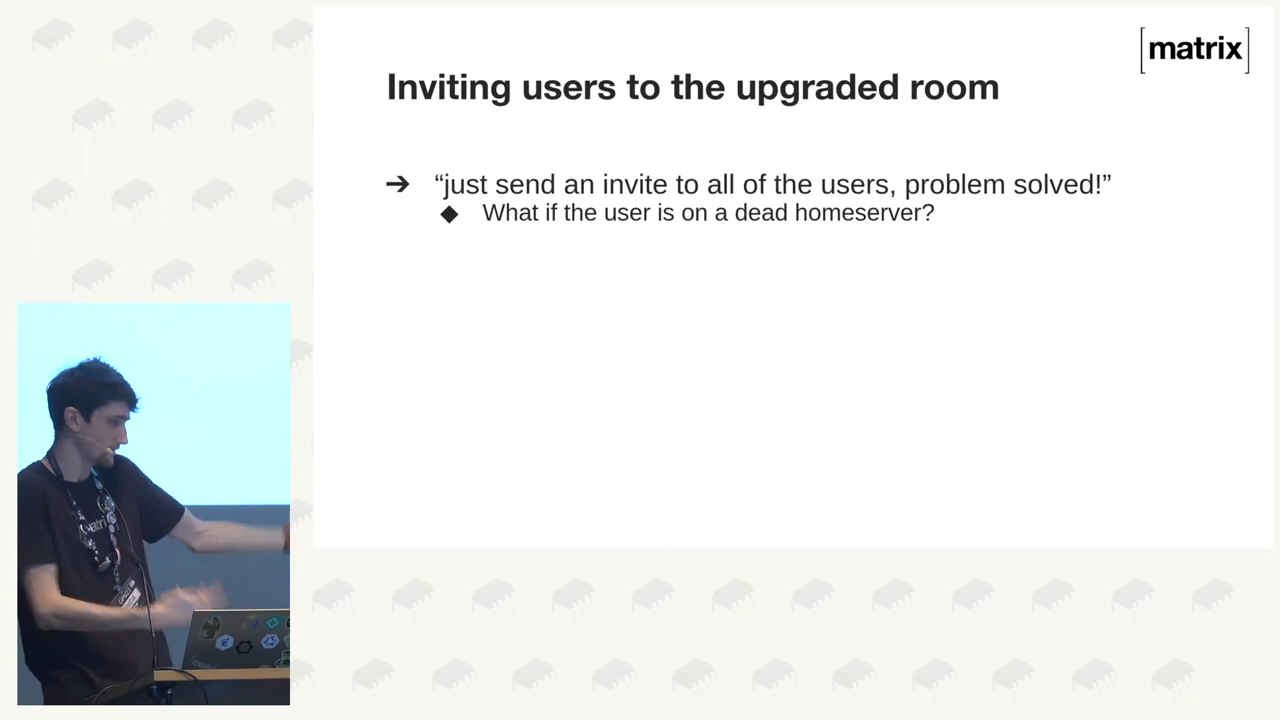 [matrix]
Inviting users to the upgraded room
➔ “just send an invite to all of the users, problem solved!”
◆ What if the user is on a dead homeserver?